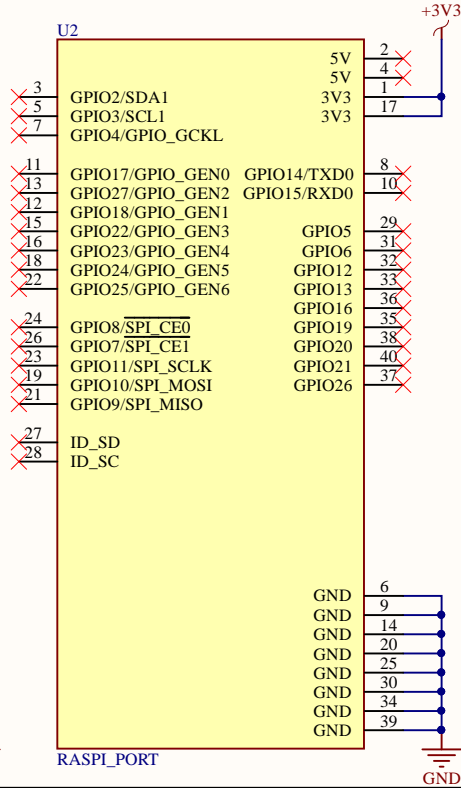 +3V3
U2
5V 2
5V 4
3 GPIO2/SDA1 3V3 1
5 GPIO3/SCL1 3V3 17
7 GPIO4/GPIO_GCKL
11 GPIO17/GPIO_GEN0 GPIO14/TXD0 8
13 GPIO27/GPIO_GEN2 GPIO15/RXD0 10
12 GPIO18/GPIO_GEN1
15 GPIO22/GPIO_GEN3 GPIO5 29
16 GPIO23/GPIO_GEN4 GPIO6 31
18 GPIO24/GPIO_GEN5 GPIO12 32
22 GPIO25/GPIO_GEN6 GPIO13 33
GPIO16 36
24 GPIO8/SPI_CE0 GPIO19 35
26 GPIO7/SPI_CE1 GPIO20 38
23 GPIO11/SPI_SCLK GPIO21 40
19 GPIO10/SPI_MOSI GPIO26 37
21 GPIO9/SPI_MISO
27 ID_SD
28 ID_SC
GND 6
GND 9
GND 14
GND 20
GND 25
GND 30
GND 34
GND 39
RASPI_PORT
GND